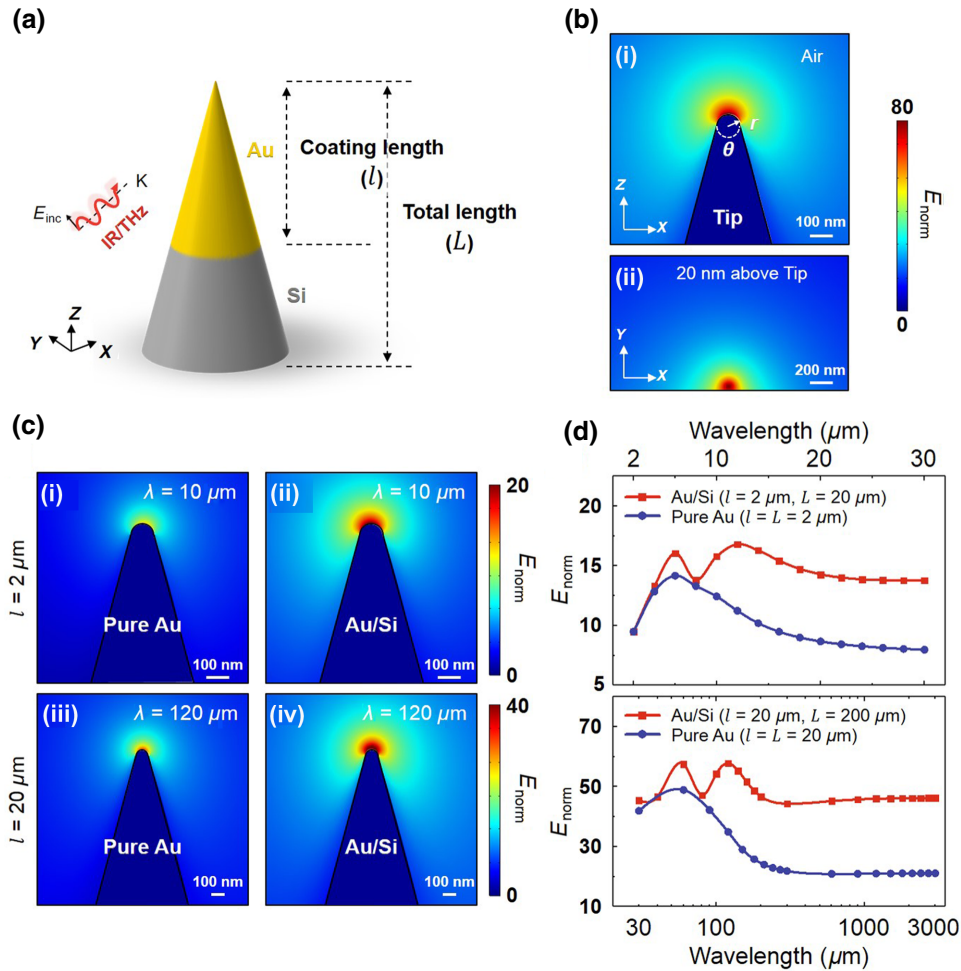 (a)
Au
Coating length
(l)
Total length
(L)
K
E_inc
IR/THz
Si
Z
Y
X
(b)
(i)
Air
r
θ
Z
X
Tip
100 nm
(ii)
20 nm above Tip
Y
X
200 nm
80
E_norm
0
(c)
l = 2 µm
(i)
λ = 10 µm
Pure Au
100 nm
(ii)
λ = 10 µm
Au/Si
100 nm
20
E_norm
0
l = 20 µm
(iii)
λ = 120 µm
Pure Au
100 nm
(iv)
λ = 120 µm
Au/Si
100 nm
40
E_norm
0
(d)
Wavelength (µm)
2 10 20 30
Au/Si (l = 2 µm, L = 20 µm)
Pure Au (l = L = 2 µm)
E_norm
20
15
10
5
Au/Si (l = 20 µm, L = 200 µm)
Pure Au (l = L = 20 µm)
E_norm
70
50
30
10
30 100 1000 3000
Wavelength (µm)